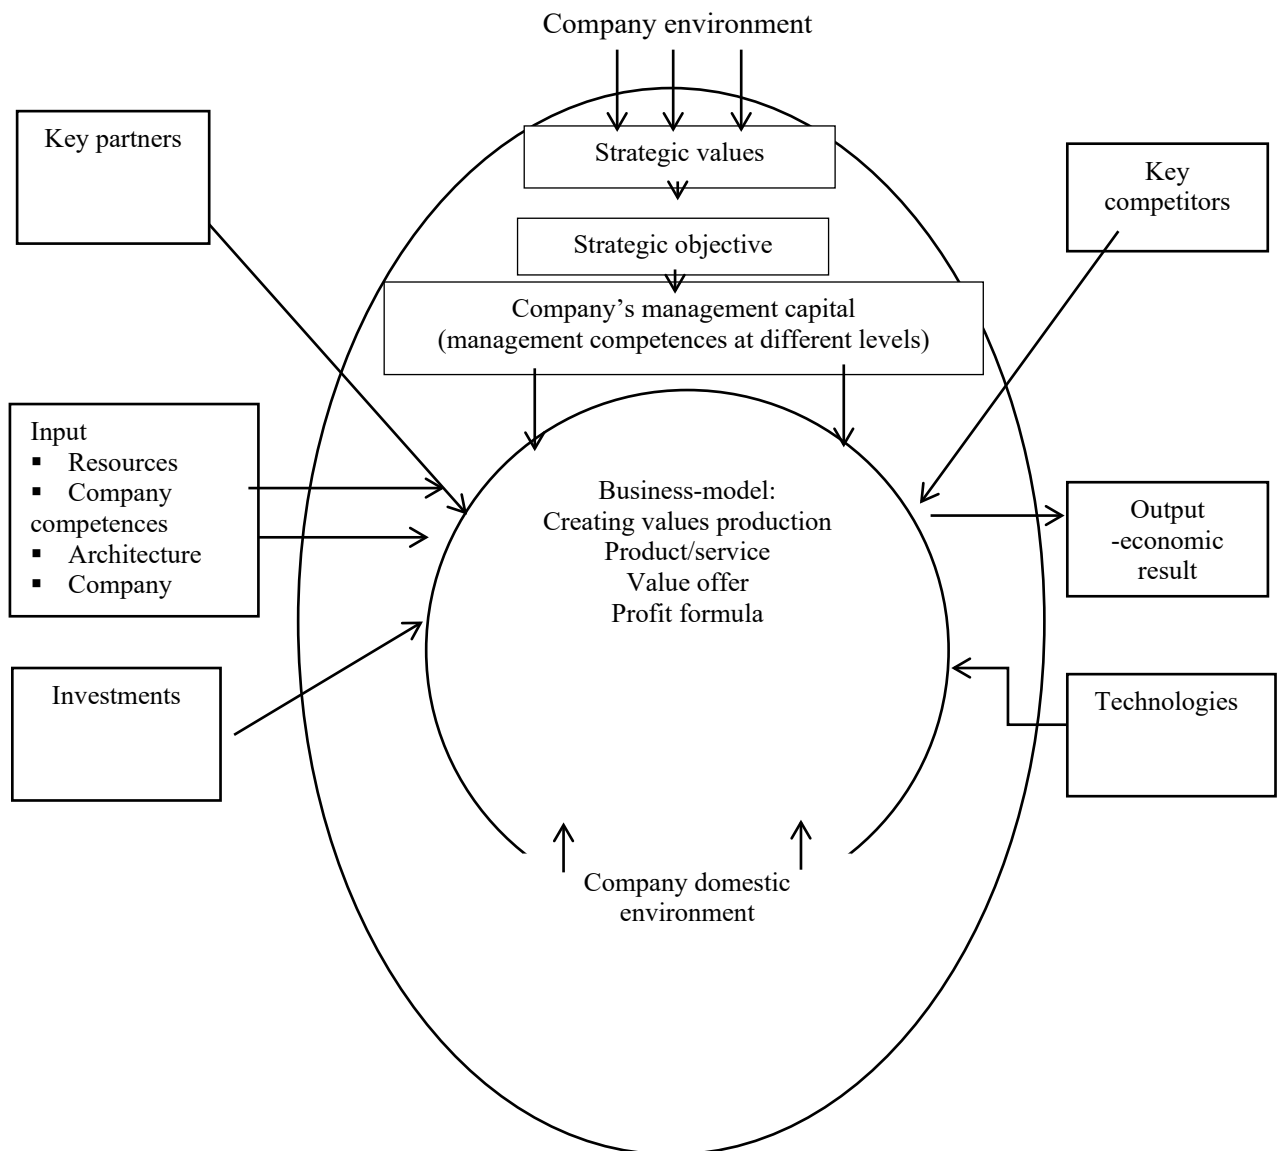 Company environment
Key partners
Strategic values
Key
competitors
Strategic objective
Company’s management capital
(management competences at different levels)
Input
▪ Resources
▪ Company
competences
▪ Architecture
▪ Company
Business-model:
Creating values production
Product/service
Value offer
Profit formula
Output
-economic
result
Investments
Technologies
Company domestic
environment